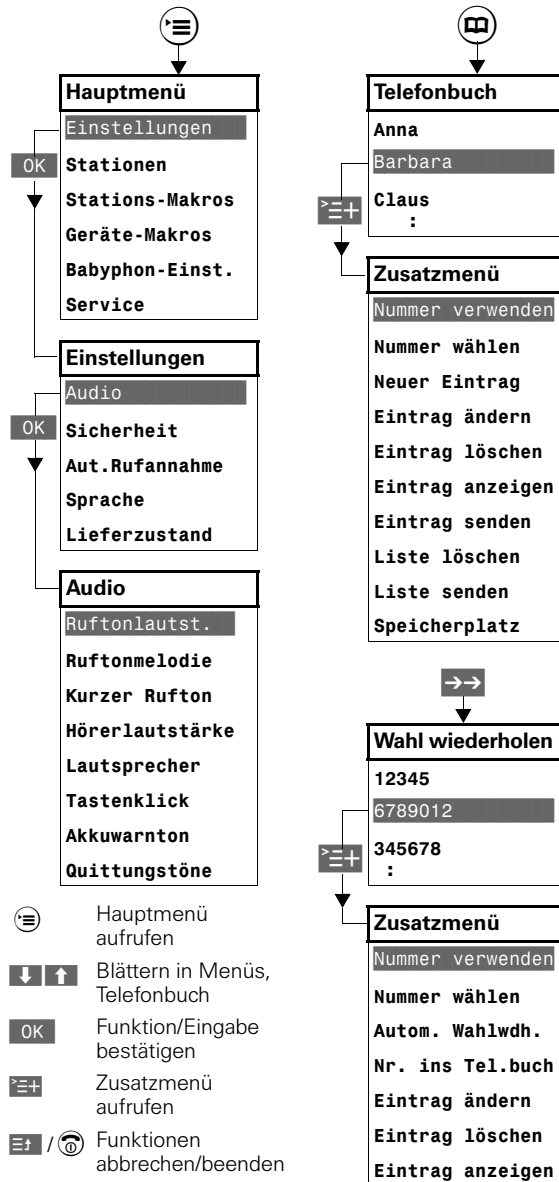 Hauptmenü
Einstellungen
OK
Stationen
Stations-Makros
Geräte-Makros
Babyphon-Einst.
Service
Einstellungen
Audio
OK
Sicherheit
Aut.Rufannahme
Sprache
Lieferzustand
Audio
Ruftonlautst.
Ruftonmelodie
Kurzer Rufton
Hörerlautstärke
Lautsprecher
Tastenklick
Akkuwarnton
Quittungstöne
Hauptmenü
aufrufen
Blättern in Menüs,
Telefonbuch
OK Funktion/Eingabe
bestätigen
Zusatzmenü
aufrufen
/ Funktionen
abbrechen/beenden
Telefonbuch
Anna
Barbara
Claus
:
Zusatzmenü
Nummer verwenden
Nummer wählen
Neuer Eintrag
Eintrag ändern
Eintrag löschen
Eintrag anzeigen
Eintrag senden
Liste löschen
Liste senden
Speicherplatz
Wahl wiederholen
12345
6789012
345678
:
Zusatzmenü
Nummer verwenden
Nummer wählen
Autom. Wahlwdh.
Nr. ins Tel.buch
Eintrag ändern
Eintrag löschen
Eintrag anzeigen